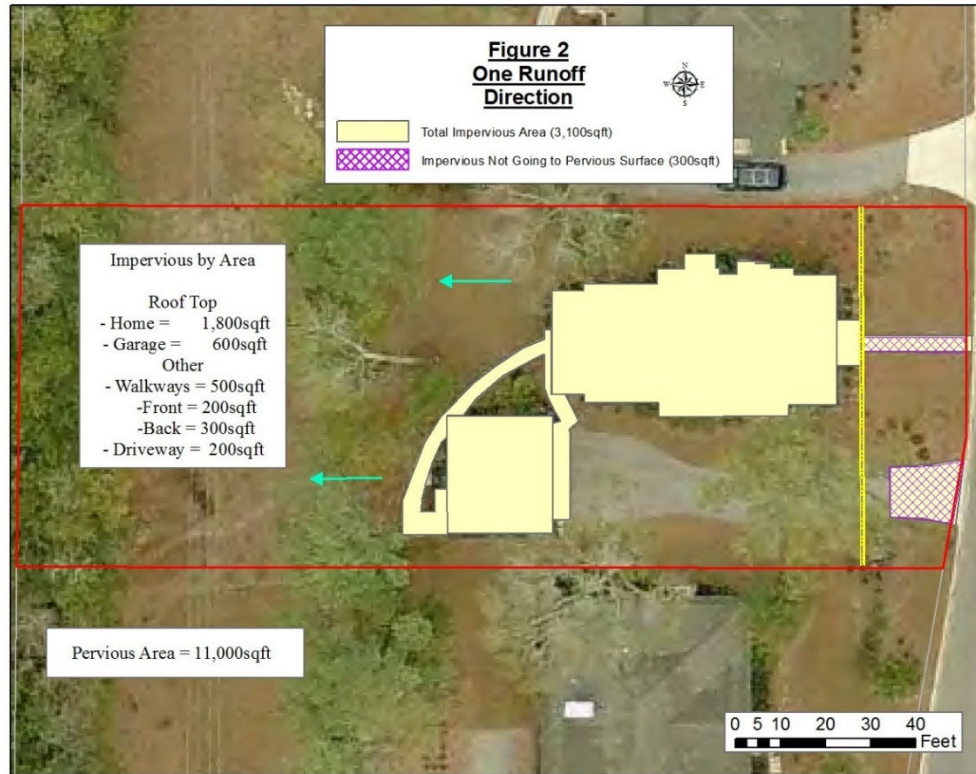 Figure 2
One Runoff
Direction
N
W E
S
Total Impervious Area (3,100sqft)
Impervious Not Going to Pervious Surface (300sqft)
Impervious by Area
Roof Top
- Home = 1,800sqft
- Garage = 600sqft
Other
- Walkways = 500sqft
-Front = 200sqft
-Back = 300sqft
- Driveway = 200sqft
Pervious Area = 11,000sqft
0 5 10 20 30 40
Feet